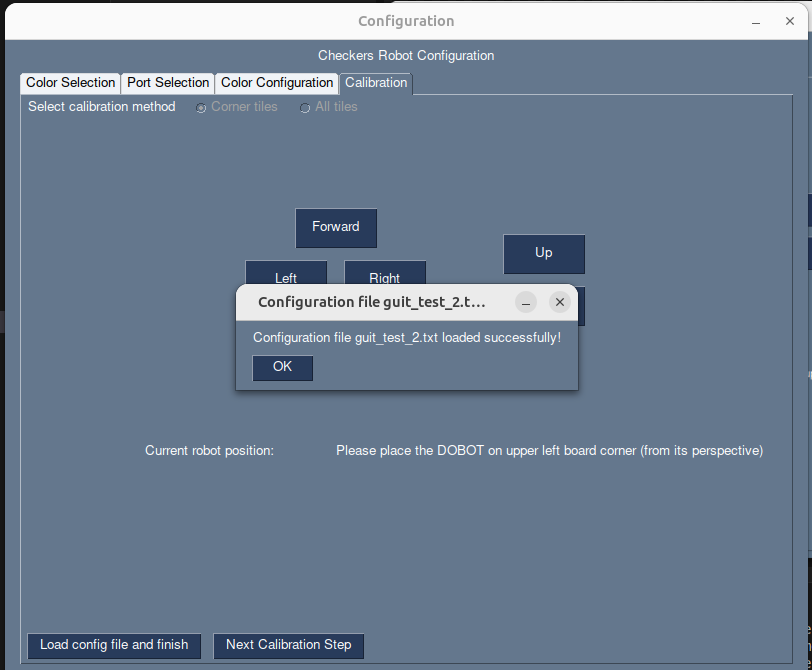 Configuration
Checkers Robot Configuration
Color Selection Port Selection Color Configuration Calibration
Select calibration method Corner tiles All tiles
Forward
Up
Left Right
Configuration file guit_test_2.t...
Configuration file guit_test_2.txt loaded successfully!
OK
Current robot position: Please place the DOBOT on upper left board corner (from its perspective)
Load config file and finish Next Calibration Step